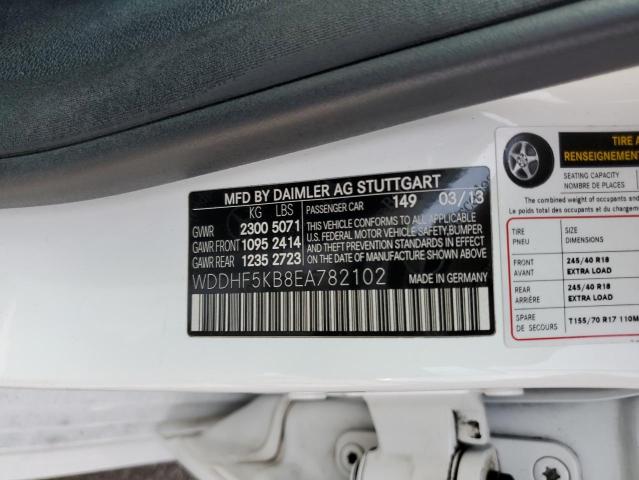 MFD BY DAIMLER AG STUTTGART
KG LBS PASSENGER CAR 149 03/13
GVWR 2300 5071
GAWR FRONT 1095 2414
GAWR REAR 1235 2723
THIS VEHICLE CONFORMS TO ALL APPLICABLE
U.S. FEDERAL MOTOR VEHICLE SAFETY, BUMPER
AND THEFT PREVENTION STANDARDS IN EFFECT
ON THE DATE OF MANUFACTURE SHOWN ABOVE
WDDHF5KB8EA782102 MADE IN GERMANY
TIRE A
RENSEIGNEMEN
SEATING CAPACITY
NOMBRE DE PLACES
The combined weight of occupants and
Le poids total des occupants et
TIRE SIZE
PNEU DIMENSIONS
FRONT 245/40 R18
AVANT EXTRA LOAD
REAR 245/40 R18
ARRIÈRE EXTRA LOAD
SPARE T155/70 R17 110M
DE SECOURS